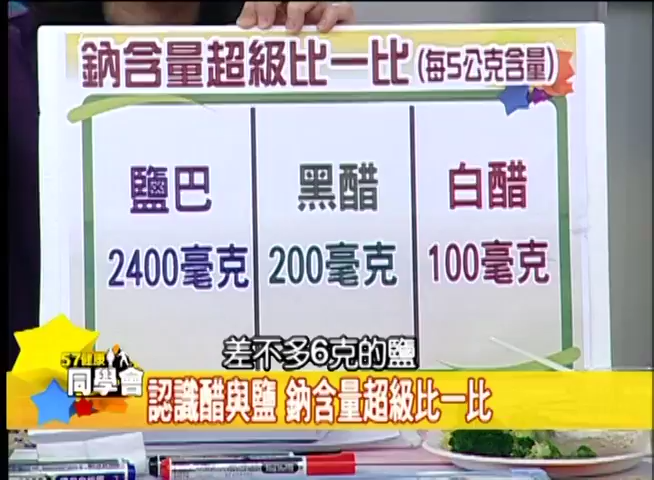 鈉含量超級比一比(每5公克含量)
鹽巴
2400毫克
黑醋
200毫克
白醋
100毫克
差不多6克的鹽
57健康
同學會
認識醋與鹽 鈉含量超級比一比